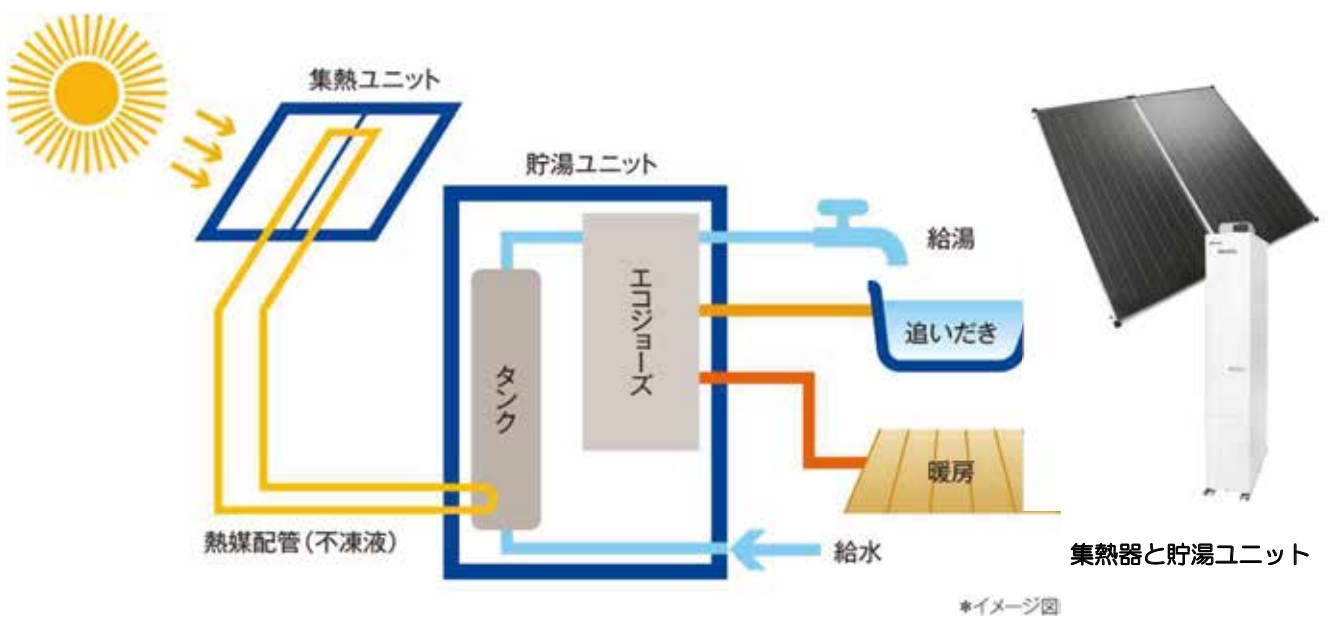 集熱ユニット
貯湯ユニット
給湯
エコジョーズ
追いだき
タンク
暖房
熱媒配管(不凍液)
給水
集熱器と貯湯ユニット
*イメージ図